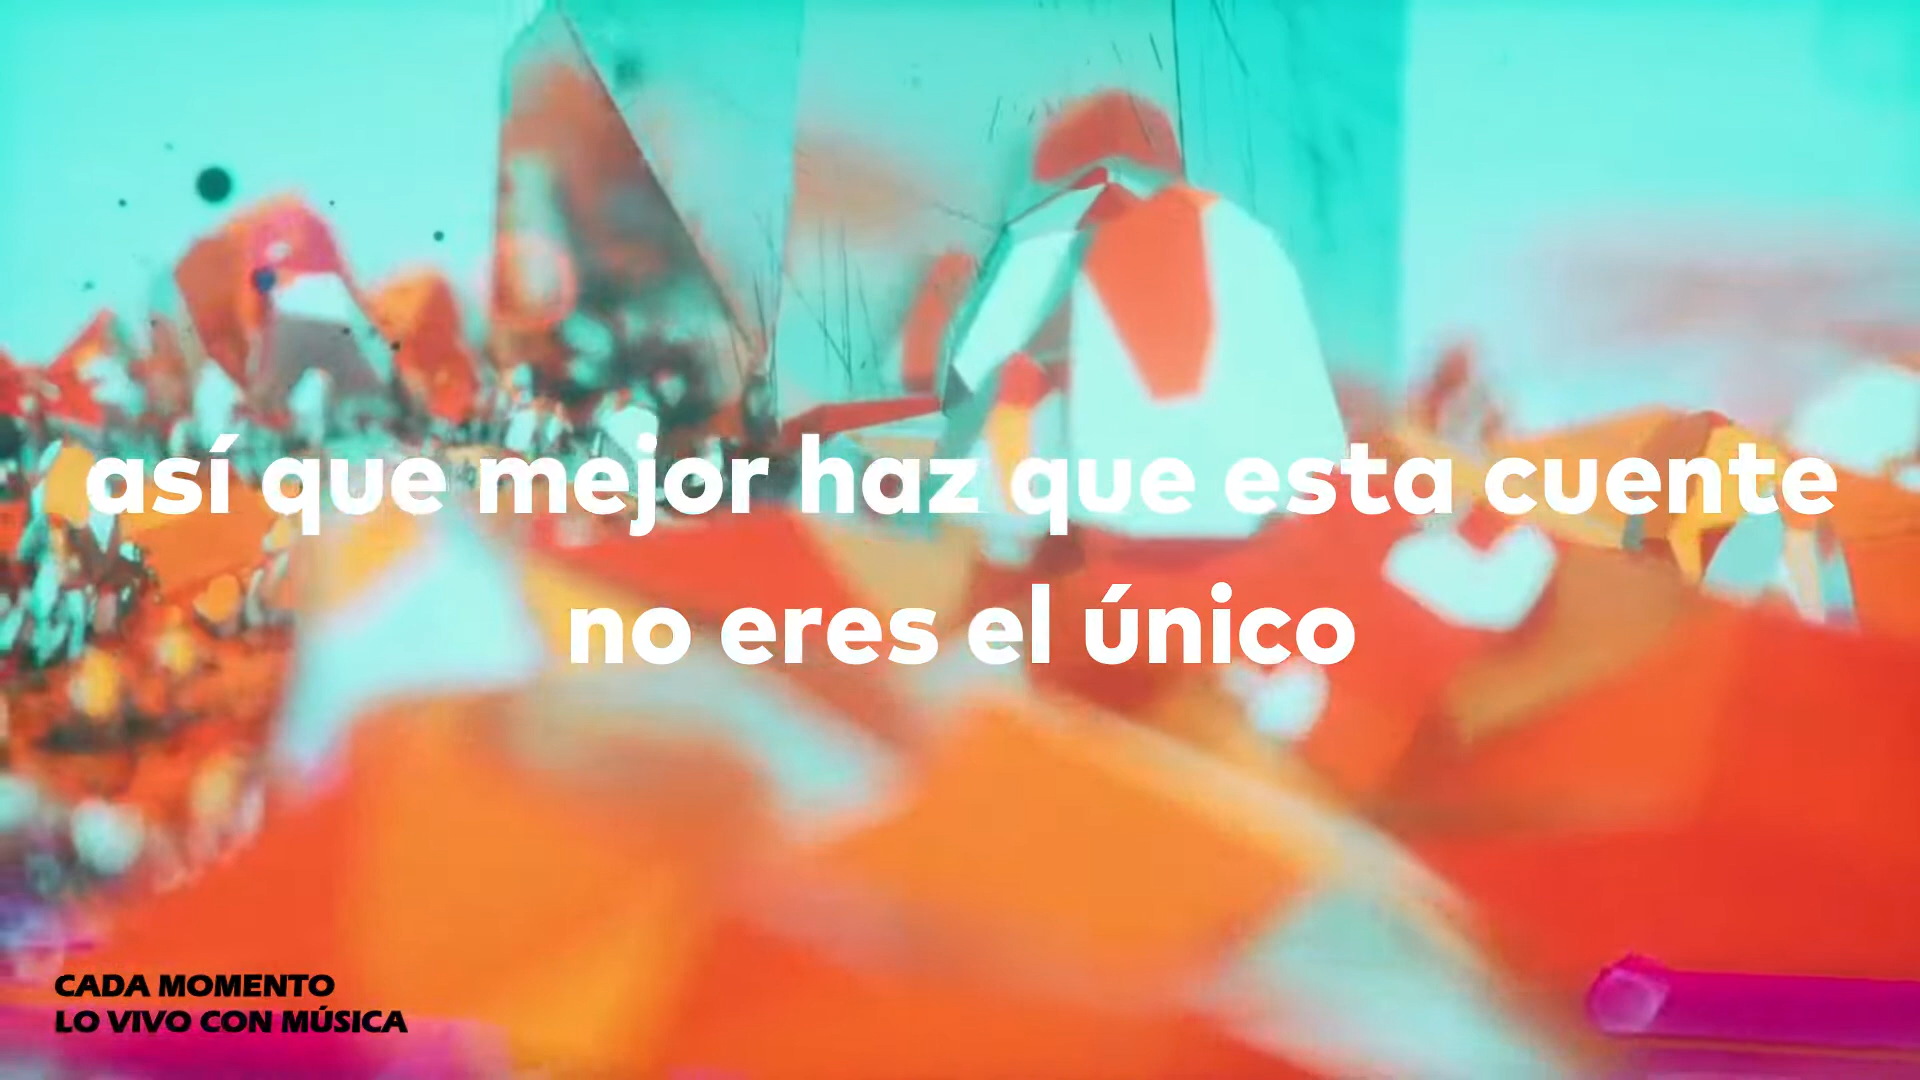 así que mejor haz que esta cuente
no eres el único
CADA MOMENTO
LO VIVO CON MÚSICA